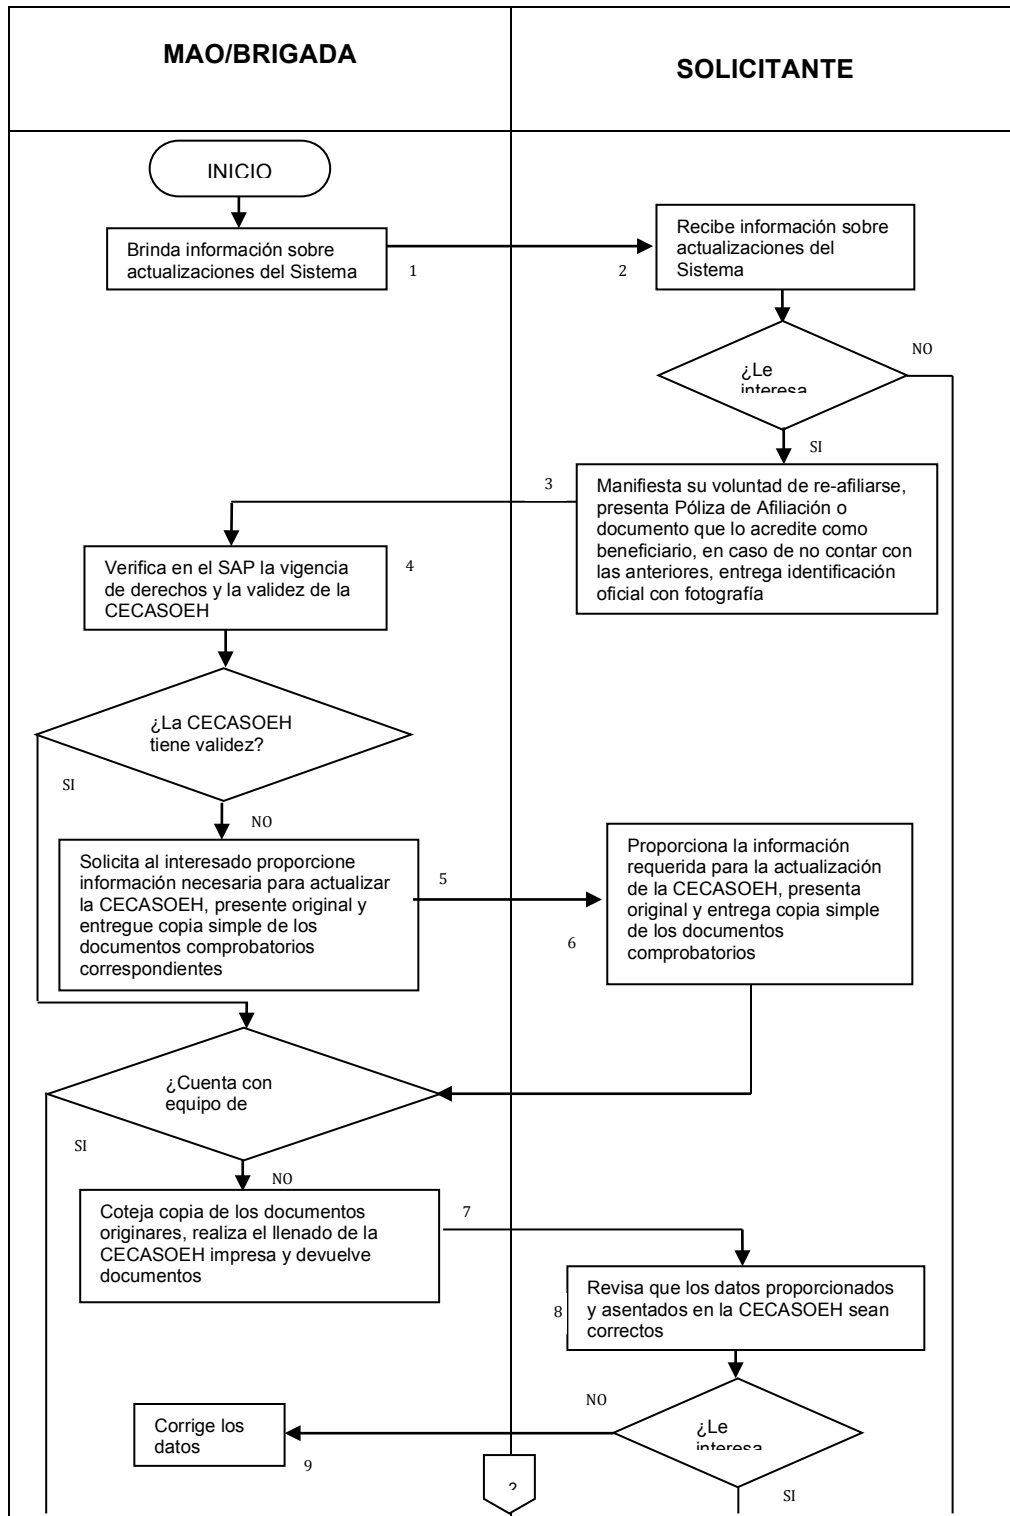 MAO/BRIGADA
SOLICITANTE
INICIO
Brinda información sobre
actualizaciones del Sistema
1
2
Recibe información sobre
actualizaciones del
Sistema
¿Le
interesa
NO
SI
3
Manifiesta su voluntad de re-afiliarse,
presenta Póliza de Afiliación o
documento que lo acredite como
beneficiario, en caso de no contar con
las anteriores, entrega identificación
oficial con fotografía
Verifica en el SAP la vigencia
de derechos y la validez de la
CECASOEH
4
¿La CECASOEH
tiene validez?
SI
NO
Solicita al interesado proporcione
información necesaria para actualizar
la CECASOEH, presente original y
entregue copia simple de los
documentos comprobatorios
correspondientes
5
6
Proporciona la información
requerida para la actualización
de la CECASOEH, presenta
original y entrega copia simple
de los documentos
comprobatorios
¿Cuenta con
equipo de
SI
NO
Coteja copia de los documentos
originares, realiza el llenado de la
CECASOEH impresa y devuelve
documentos
7
8
Revisa que los datos proporcionados
y asentados en la CECASOEH sean
correctos
NO
¿Le
interesa
Corrige los
datos
9
SI